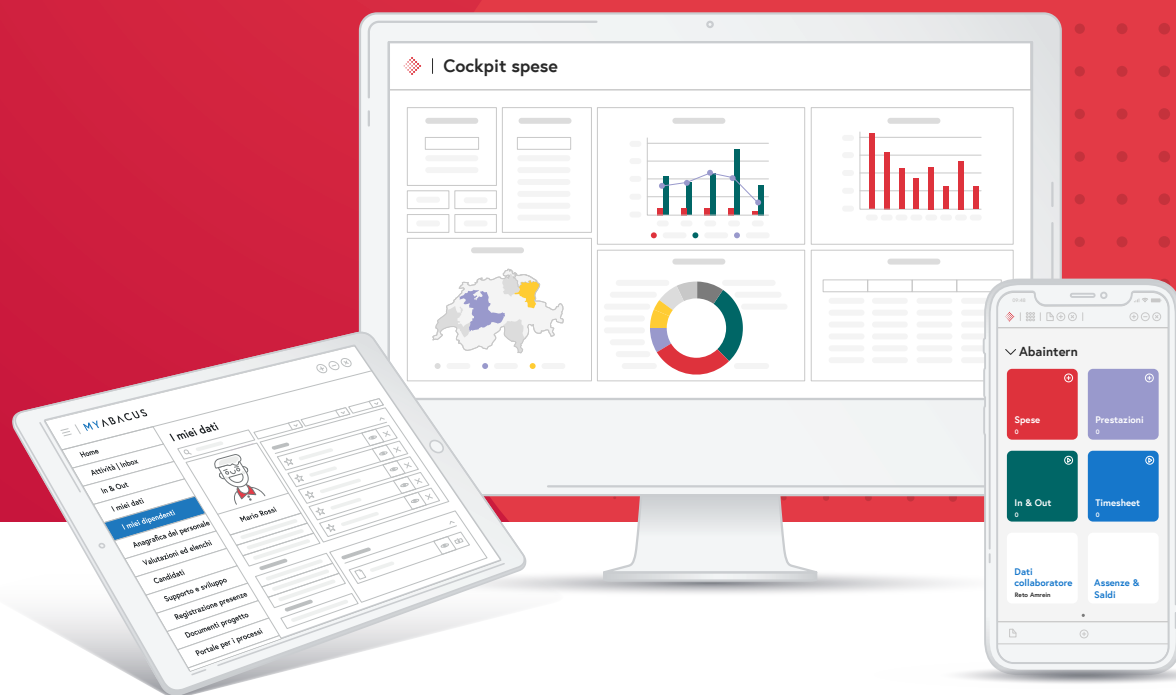 Cockpit spese
MYABACUS
Home
Attività | Inbox
In & Out
I miei dati
I miei dipendenti
Anagrafica del personale
Valutazioni ed elenchi
Candidati
Supporto e sviluppo
Registrazione presenze
Documenti progetto
Portale per i processi
I miei dati
Mario Rossi
Abaintern
Spese
0
Prestazioni
0
In & Out
0
Timesheet
0
Dati
collaboratore
Reto Amrein
Assenze &
Saldi